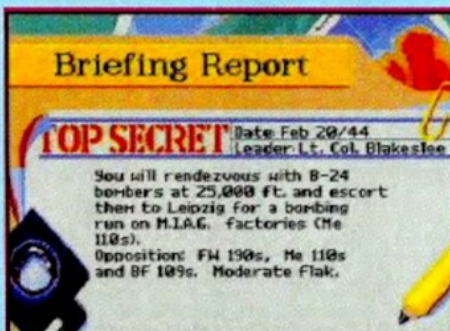 Briefing Report
TOP SECRET
Date Feb 20/44
Leader Lt. Col. Blakeslee
You will rendezvous with B-24
bombers at 25,000 ft. and escort
them to Leipzig for a bombing
run on M.I.A.G. factories (Me
110s).
Opposition: FW 190s, Me 110s
and BF 109s. Moderate Flak.